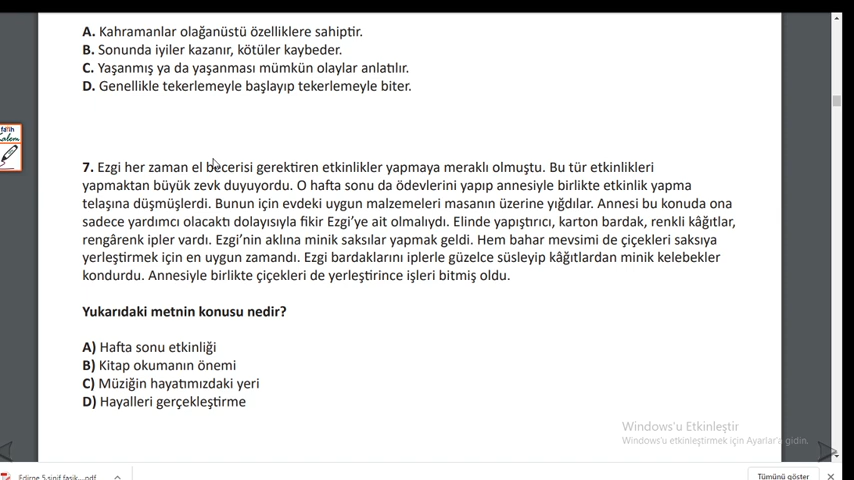 A. Kahramanlar olağanüstü özelliklere sahiptir.
B. Sonunda iyiler kazanır, kötüler kaybeder.
C. Yaşanmış ya da yaşanması mümkün olaylar anlatılır.
D. Genellikle tekerlemeyle başlayıp tekerlemeyle biter.
fatih
Kalem
7. Ezgi her zaman el becerisi gerektiren etkinlikler yapmaya meraklı olmuştu. Bu tür etkinlikleri
yapmaktan büyük zevk duyuyordu. O hafta sonu da ödevlerini yapıp annesiyle birlikte etkinlik yapma
telaşına düşmüşlerdi. Bunun için evdeki uygun malzemeleri masanın üzerine yığdılar. Annesi bu konuda ona
sadece yardımcı olacaktı dolayısıyla fikir Ezgi’ye ait olmalıydı. Elinde yapıştırıcı, karton bardak, renkli kâğıtlar,
rengârenk ipler vardı. Ezgi’nin aklına minik saksılar yapmak geldi. Hem bahar mevsimi de çiçekleri saksıya
yerleştirmek için en uygun zamandı. Ezgi bardaklarını iplerle güzelce süsleyip kâğıtlardan minik kelebekler
kondurdu. Annesiyle birlikte çiçekleri de yerleştirince işleri bitmiş oldu.
Yukarıdaki metnin konusu nedir?
A) Hafta sonu etkinliği
B) Kitap okumanın önemi
C) Müziğin hayatımızdaki yeri
D) Hayalleri gerçekleştirme
Windows'u Etkinleştir
Windows'u etkinleştirmek için Ayarlar'a gidin.
Edirne 5.sınıf fasik....pdf
Tümünü göster